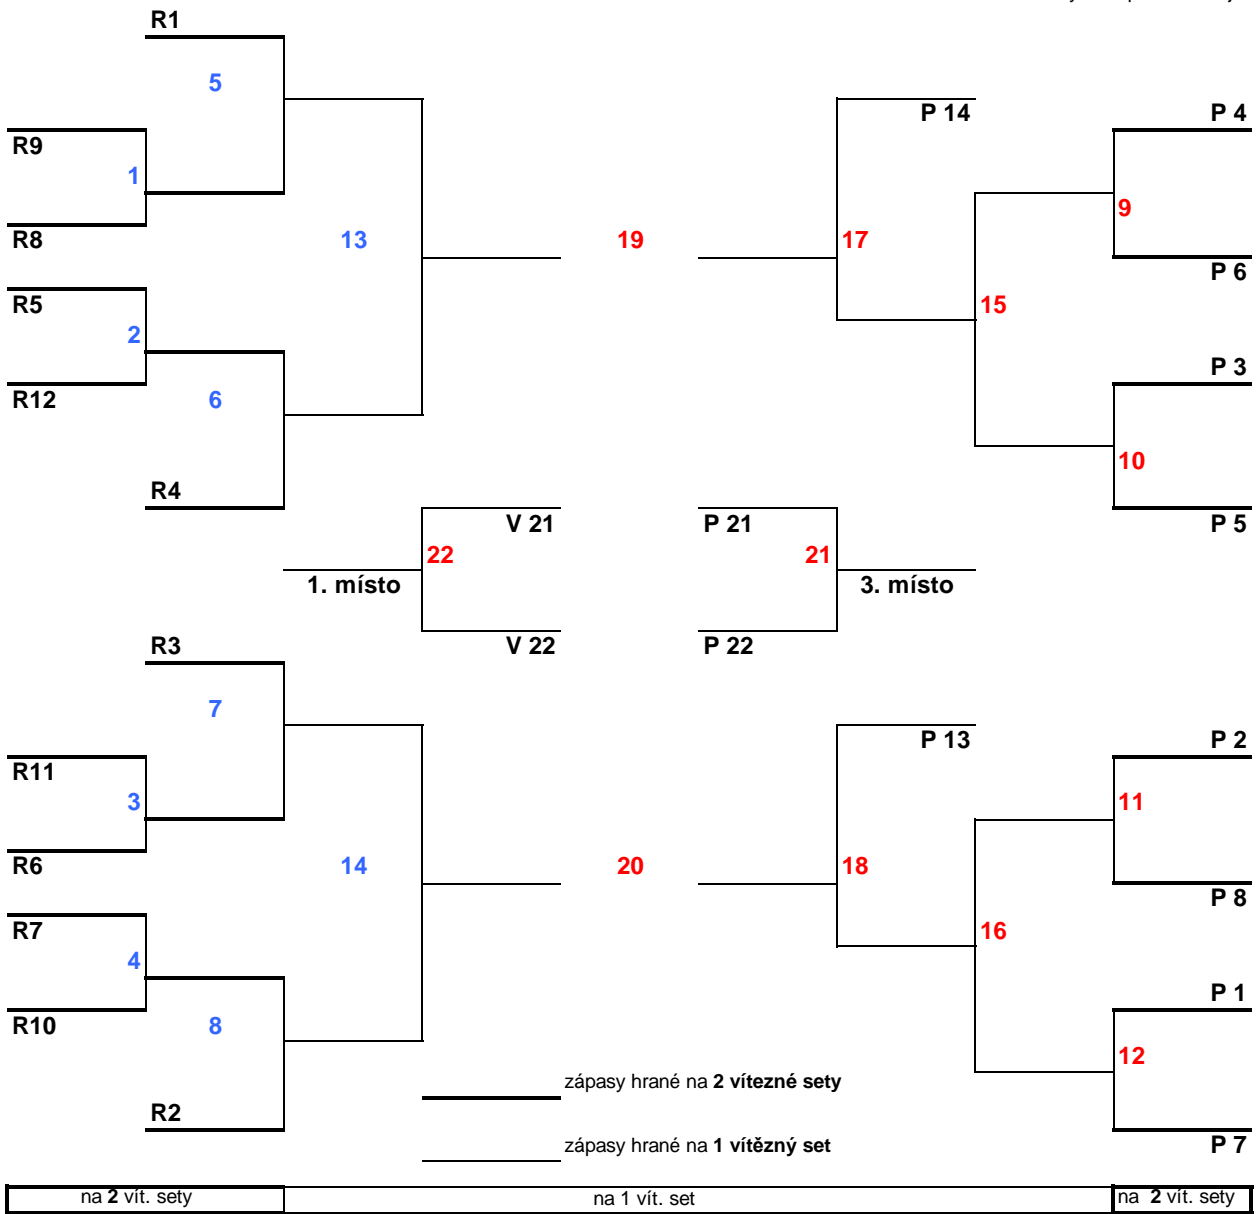 R1
5
P 14
P 4
R9
1
9
R8
13
19
17
P 6
R5
2
15
R12
6
P 3
10
R4
V 21
P 21
P 5
22
21
1. místo
3. místo
R3
V 22
P 22
7
P 13
P 2
R11
3
11
R6
14
20
18
P 8
R7
4
16
R10
8
P 1
12
zápasy hrané na 2 vítezné sety
R2
zápasy hrané na 1 vítězný set
P 7
na 2 vít. sety
na 1 vít. set
na 2 vít. sety